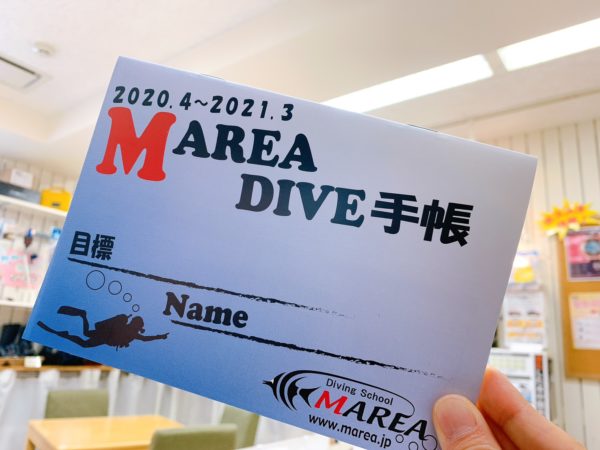 2020.4~2021.3
MAREA
DIVE手帳
目標
Name
Diving School
MAREA
www.marea.jp